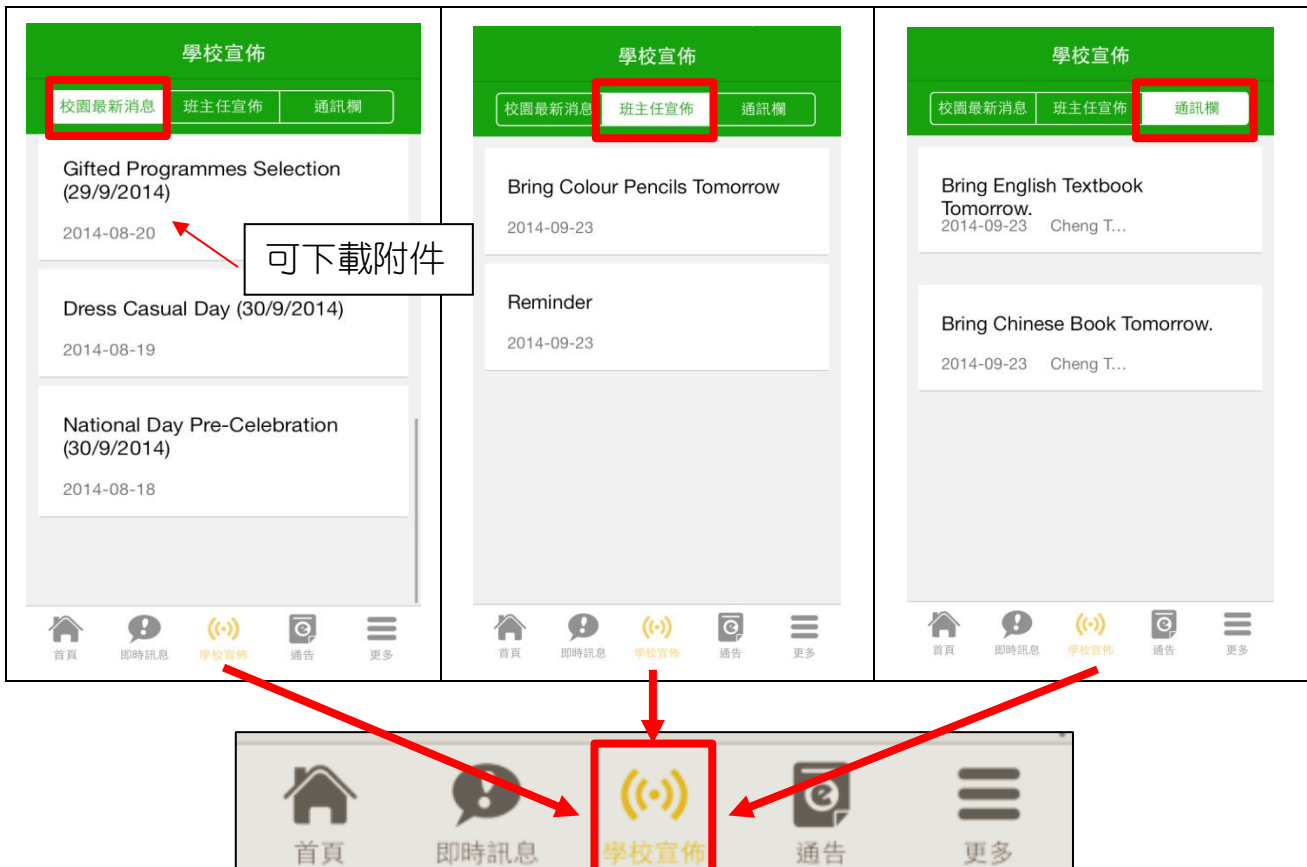 學校宣佈
校園最新消息 班主任宣佈 通訊欄
Gifted Programmes Selection
(29/9/2014)
2014-08-20
可下載附件
Dress Casual Day (30/9/2014)
2014-08-19
National Day Pre-Celebration
(30/9/2014)
2014-08-18
首頁 即時訊息 學校宣佈 通告 更多
學校宣佈
校園最新消息 班主任宣佈 通訊欄
Bring Colour Pencils Tomorrow
2014-09-23
Reminder
2014-09-23
首頁 即時訊息 學校宣佈 通告 更多
學校宣佈
校園最新消息 班主任宣佈 通訊欄
Bring English Textbook
Tomorrow.
2014-09-23 Cheng T...
Bring Chinese Book Tomorrow.
2014-09-23 Cheng T...
首頁 即時訊息 學校宣佈 通告 更多
首頁 即時訊息 學校宣佈 通告 更多